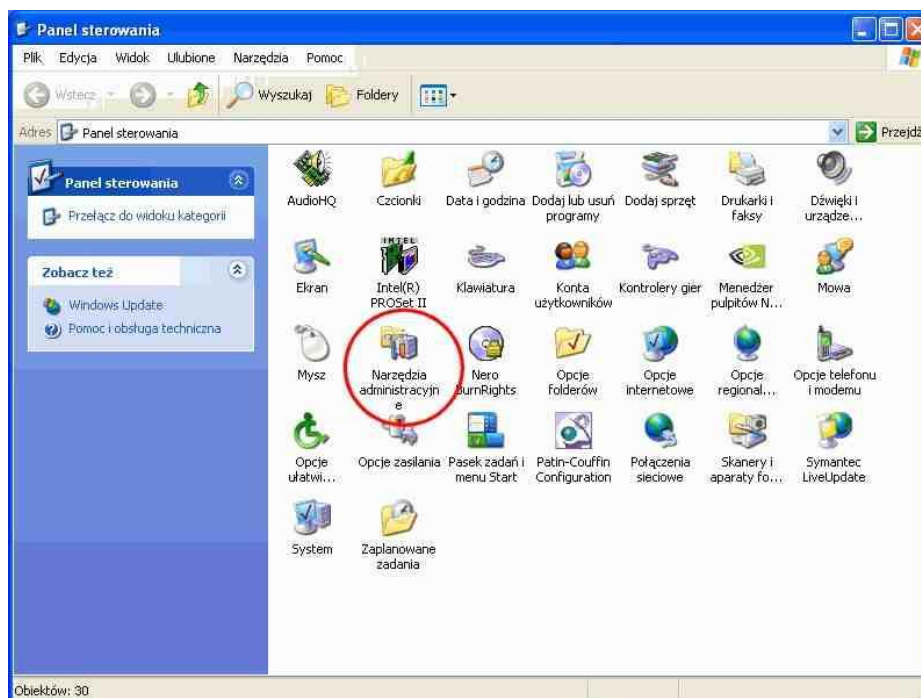 Panel sterowania
Plik Edycja Widok Ulubione Narzędzia Pomoc
Wstecz Wyszukaj Foldery
Adres Panel sterowania Przejdź
Panel sterowania
Przełącz do widoku kategorii
Zobacz też
Windows Update
Pomoc i obsługa techniczna
AudioHQ Czcionki Data i godzina Dodaj lub usuń Dodaj sprzęt Drukarki i Dźwięki i
programy faksy urządze...
INTEL
Ekran Intel(R) Klawiatura Konta Kontrolery gier Menedżer Mowa
PROSet II użytkowników pulpitów N...
Mysz Narzędzia Nero Opcje Opcje Opcje Opcje telefonu
administracyjn BurnRights folderów internetowe regional... i modemu
e
Opcje Opcje zasilania Pasek zadań i Patin-Couffin Połączenia Skanery i Symantec
ułatwi... menu Start Configuration sieciowe aparaty fo... LiveUpdate
System Zaplanowane
zadania
Obiektów: 30